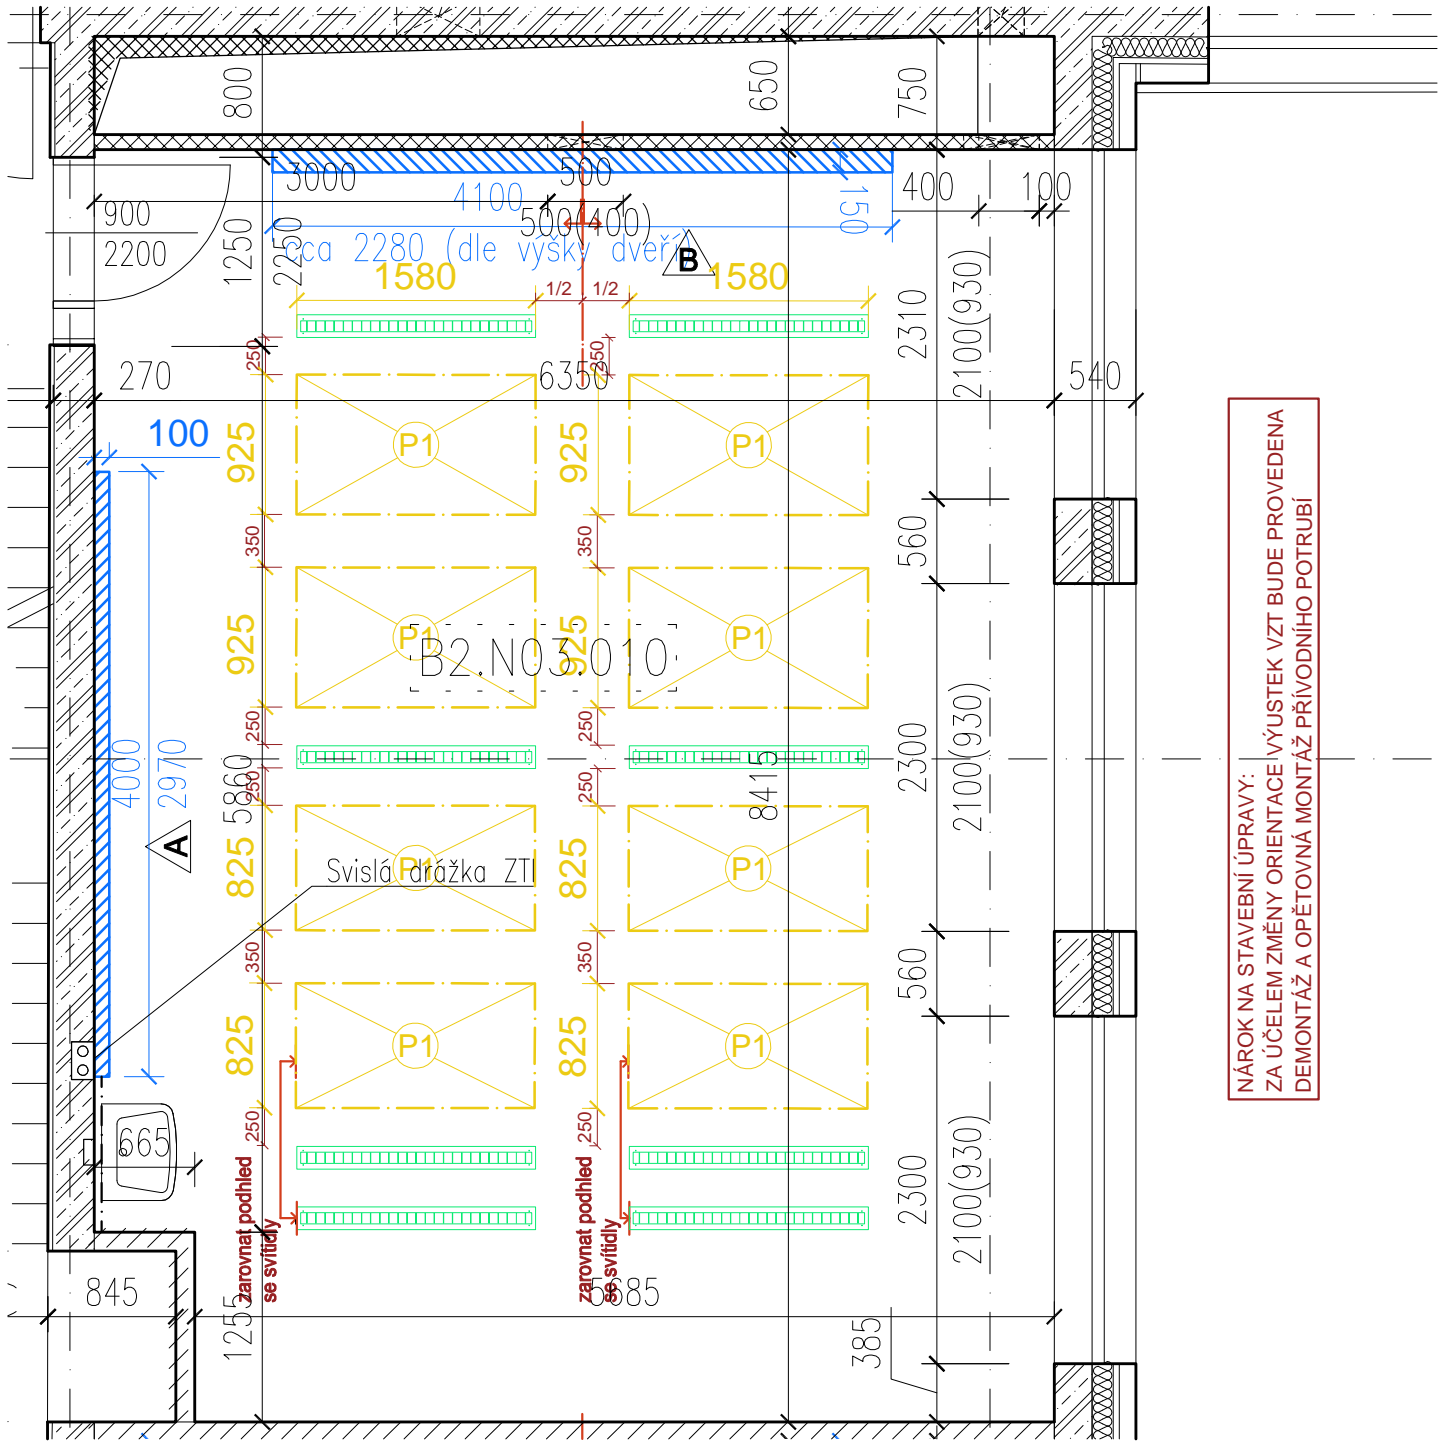 800
650
750
3000
500
400
100
900
4100
150
500(400)
2200
1250
2250
cca 2280 (dle výšky dveří)
B
1580
1580
1/2
1/2
2310
2100(930)
250
250
270
6350
540
100
925
P1
925
P1
350
350
560
925
P1
925
P1
B2.N03.010
250
250
4000
2970
5860
250
250
8415
2300
2100(930)
A
825
P1
825
P1
Svislá drážka ZTI
350
350
560
825
P1
825
P1
250
250
665
zarovnat podhled
se svítidly
zarovnat podhled
se svítidly
2300
2100(930)
845
1255
5685
385
NÁROK NA STAVEBNÍ ÚPRAVY:
ZA ÚČELEM ZMĚNY ORIENTACE VÝUSTEK VZT BUDE PROVEDENA
DEMONTÁŽ A OPĚTOVNÁ MONTÁŽ PŘÍVODNÍHO POTRUBÍ